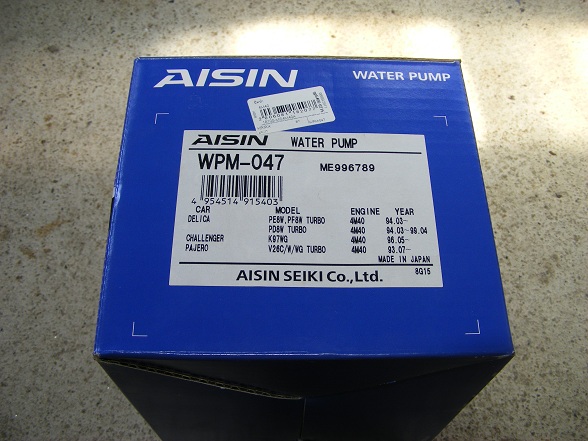 AISIN WATER PUMP
AISIN WATER PUMP
WPM-047 ME996789
4 954514 915403
CAR MODEL ENGINE YEAR
DELICA PE8W,PF8W TURBO 4M40 94.03~
PD8W TURBO 4M40 94.03~99.04
CHALLENGER K97WG 4M40 96.05~
PAJERO V26C/W/WG TURBO 4M40 93.07~
MADE IN JAPAN
AISIN SEIKI Co.,Ltd. 8G15